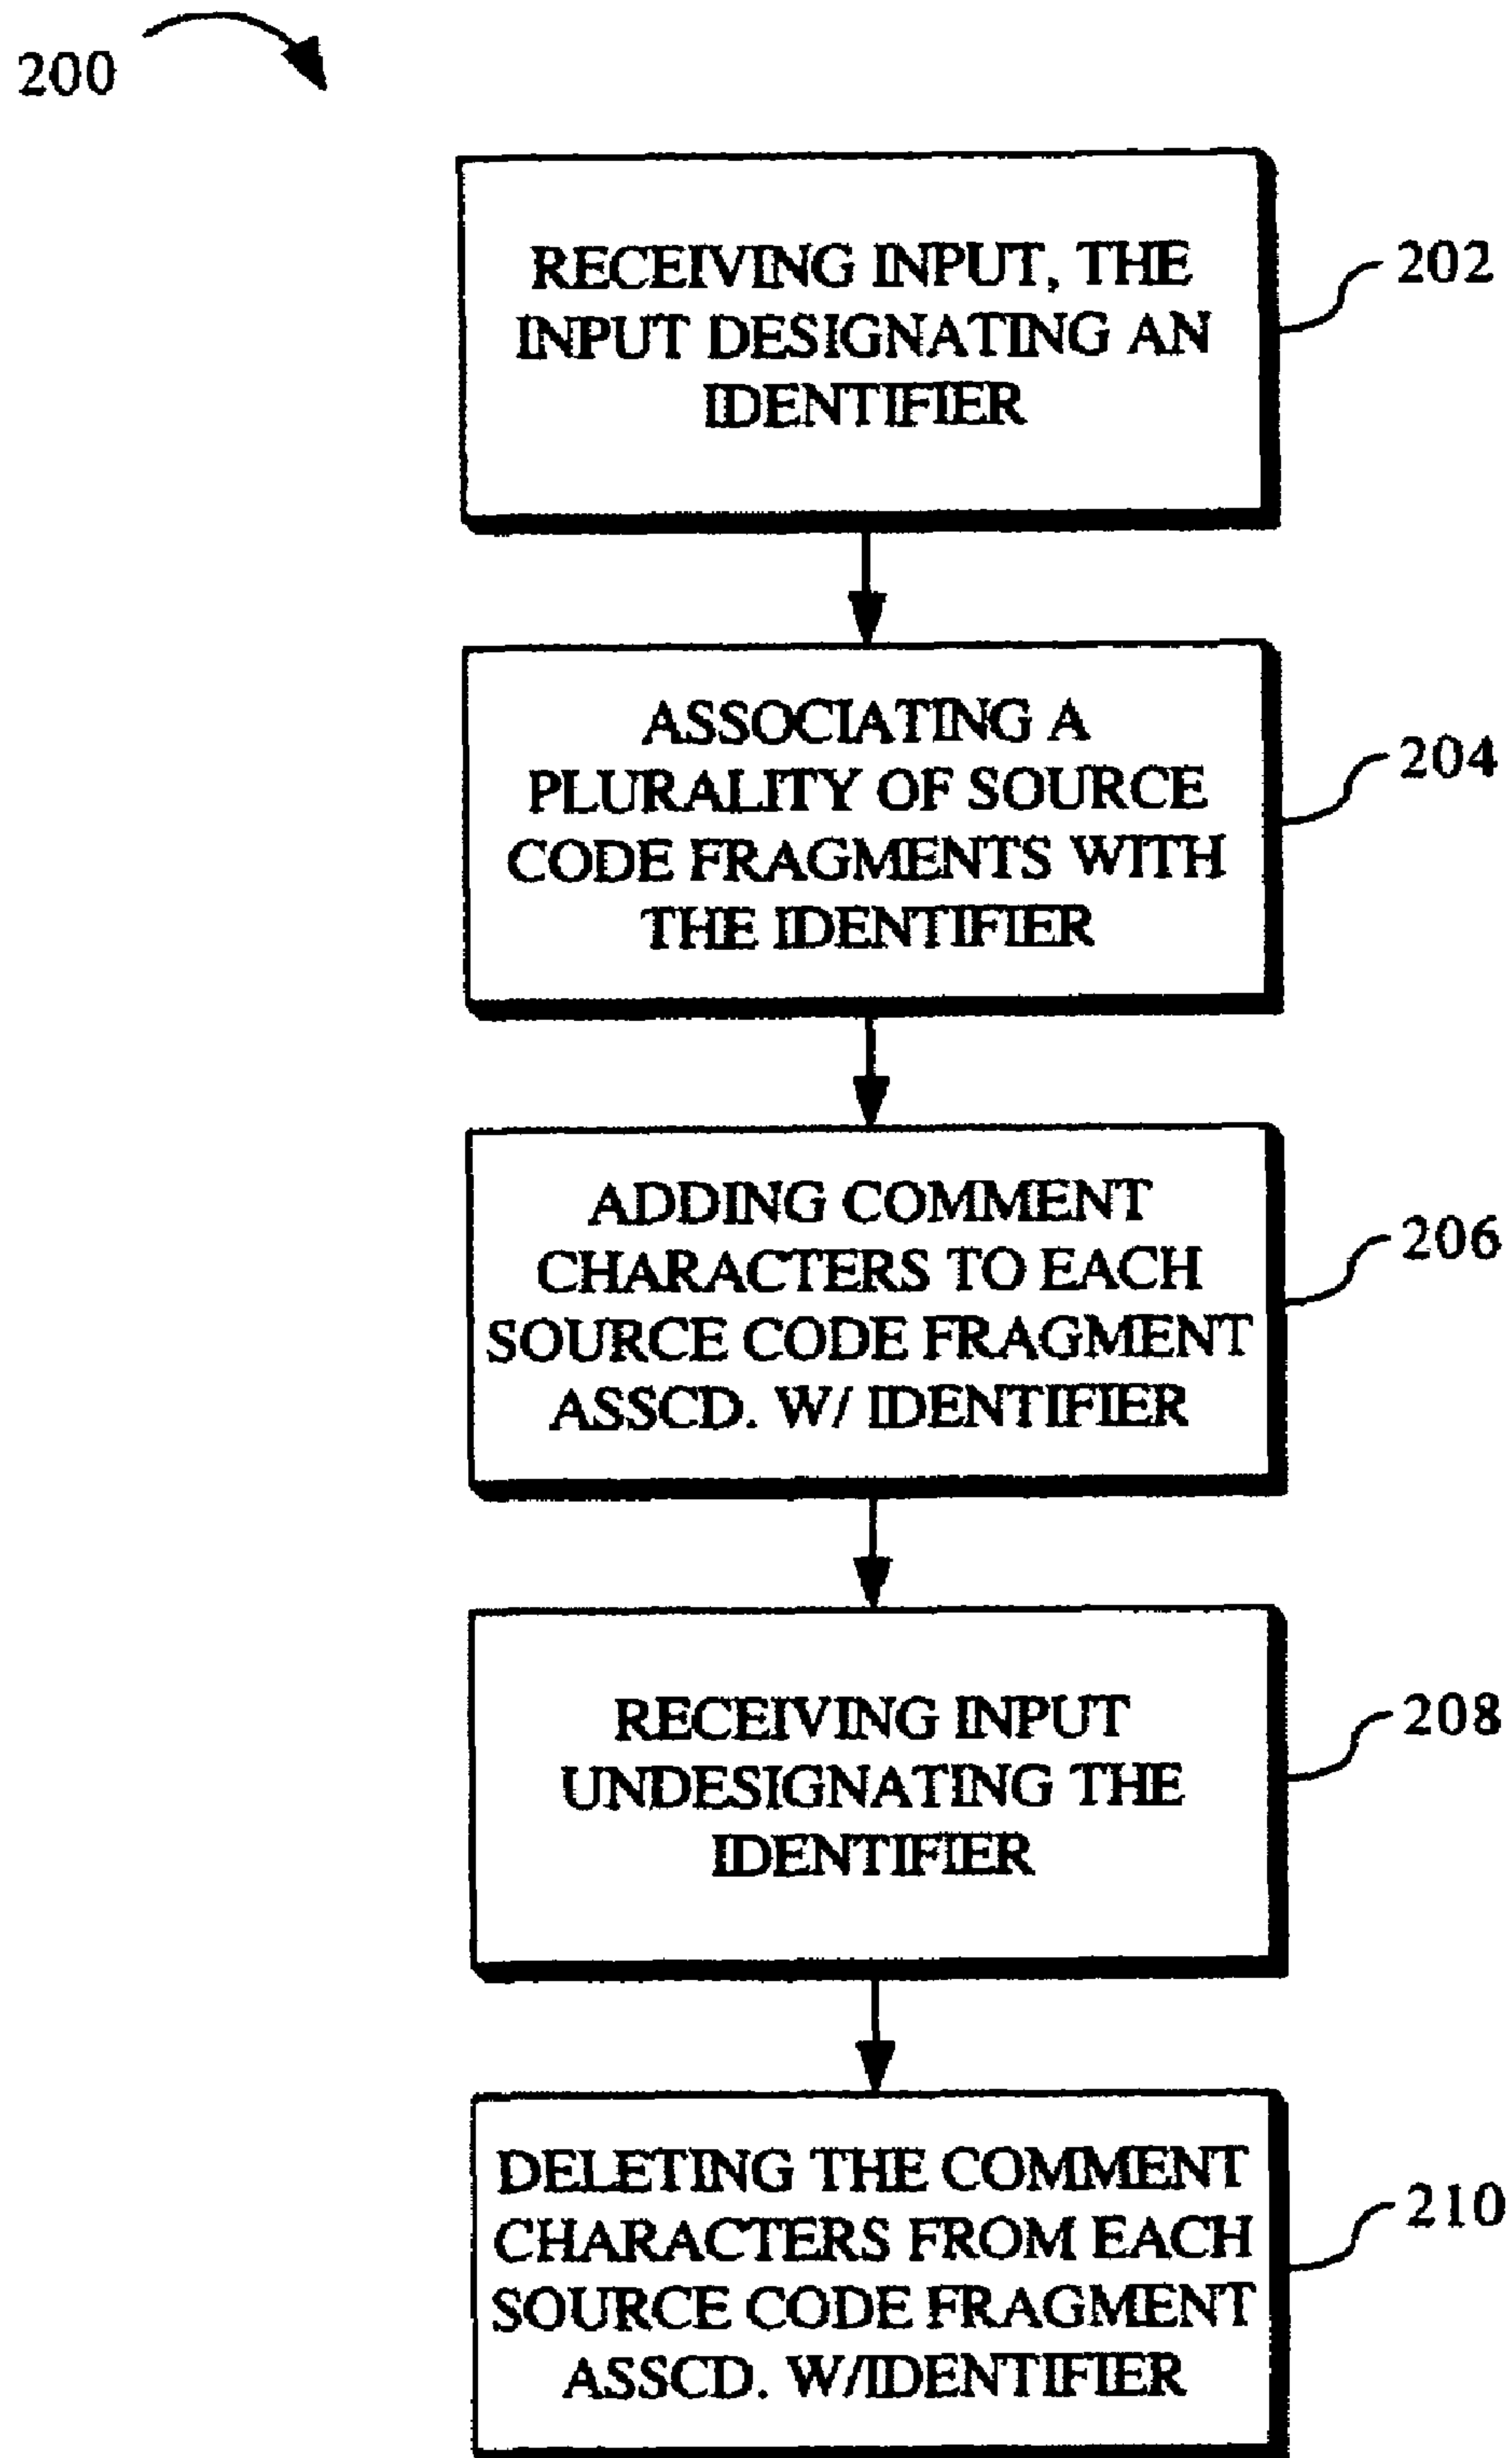 200
RECEIVING INPUT, THE
INPUT DESIGNATING AN
IDENTIFIER
202
ASSOCIATING A
PLURALITY OF SOURCE
CODE FRAGMENTS WITH
THE IDENTIFIER
204
ADDING COMMENT
CHARACTERS TO EACH
SOURCE CODE FRAGMENT
ASSCD. W/ IDENTIFIER
206
RECEIVING INPUT
UNDESIGNATING THE
IDENTIFIER
208
DELETING THE COMMENT
CHARACTERS FROM EACH
SOURCE CODE FRAGMENT
ASSCD. W/IDENTIFIER
210